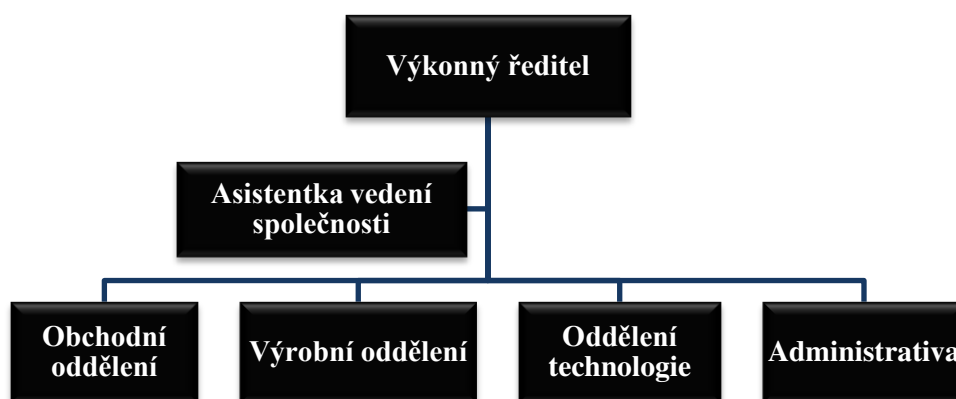 Výkonný ředitel
Asistentka vedení
společnosti
Obchodní
oddělení
Výrobní oddělení
Oddělení
technologie
Administrativa